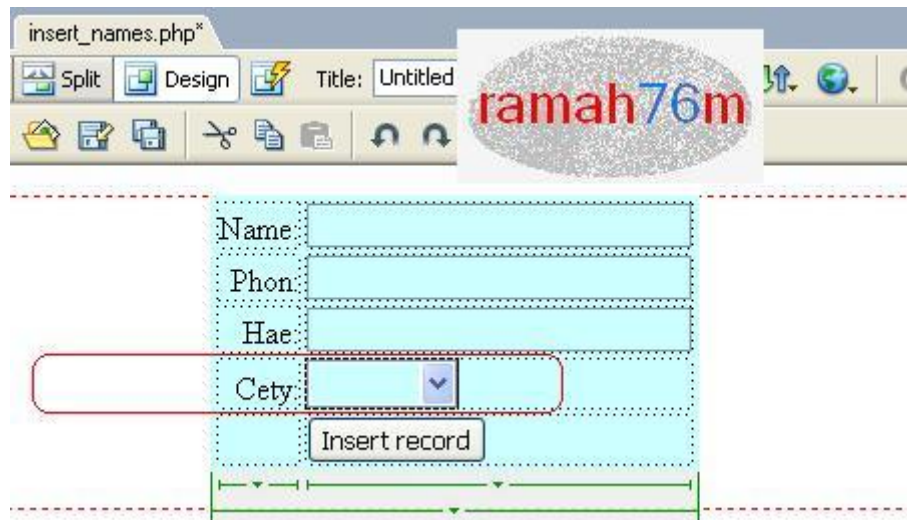 insert_names.php*
Split Design Title: Untitled
ramah76m
Name:
Phon:
Hae:
Cety:
Insert record